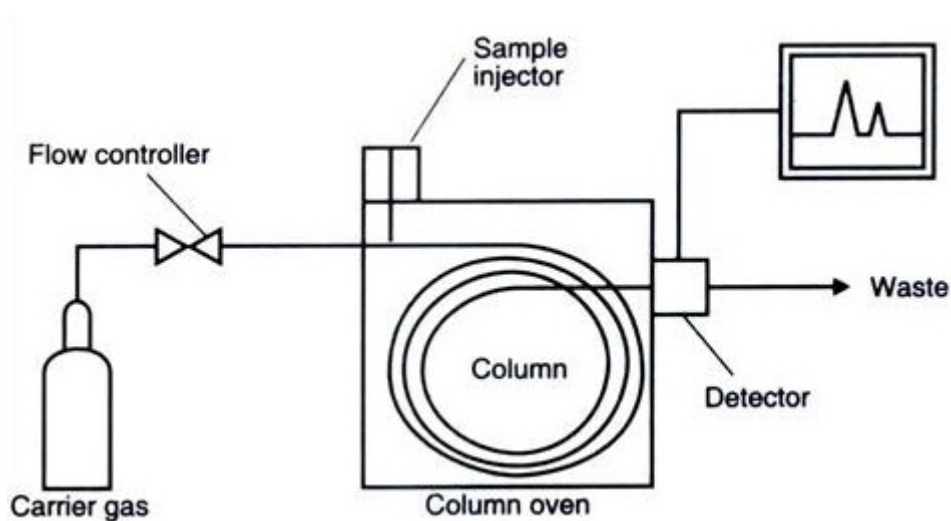 Sample
injector
Flow controller
Column
Waste
Detector
Carrier gas
Column oven